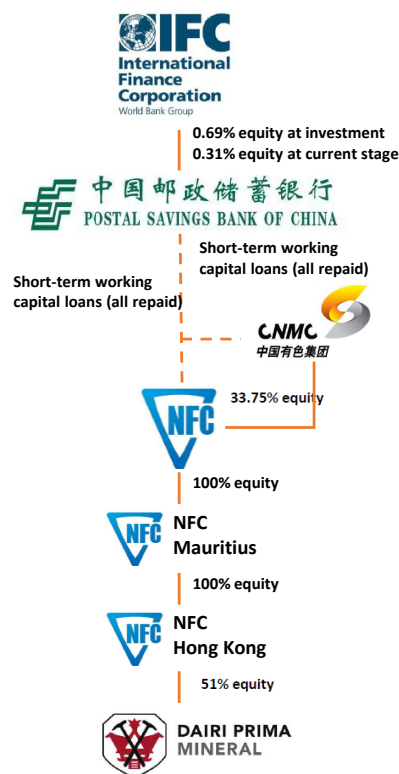 IFC
International
Finance
Corporation
World Bank Group
0.69% equity at investment
0.31% equity at current stage
中国邮政储蓄银行
POSTAL SAVINGS BANK OF CHINA
Short-term working
capital loans (all repaid)
Short-term working
capital loans (all repaid)
CNMC
中国有色集团
33.75% equity
NFC
100% equity
NFC
NFC
Mauritius
100% equity
NFC
NFC
Hong Kong
51% equity
DAIRI PRIMA
MINERAL